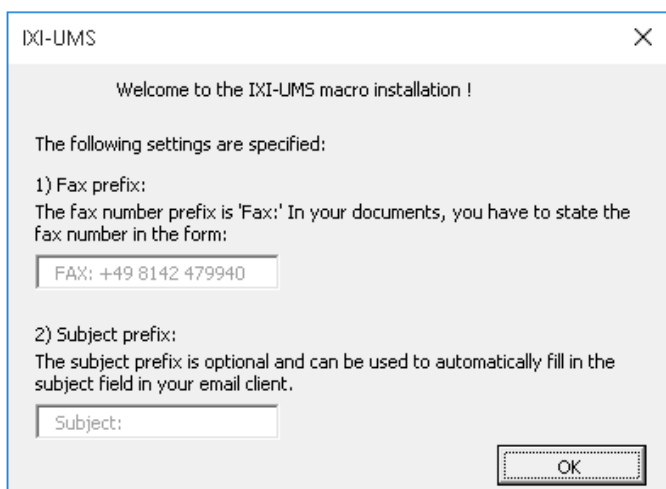 IXI-UMS
Welcome to the IXI-UMS macro installation !
The following settings are specified:
1) Fax prefix:
The fax number prefix is 'Fax:' In your documents, you have to state the
fax number in the form:
FAX: +49 8142 479940
2) Subject prefix:
The subject prefix is optional and can be used to automatically fill in the
subject field in your email client.
Subject:
OK